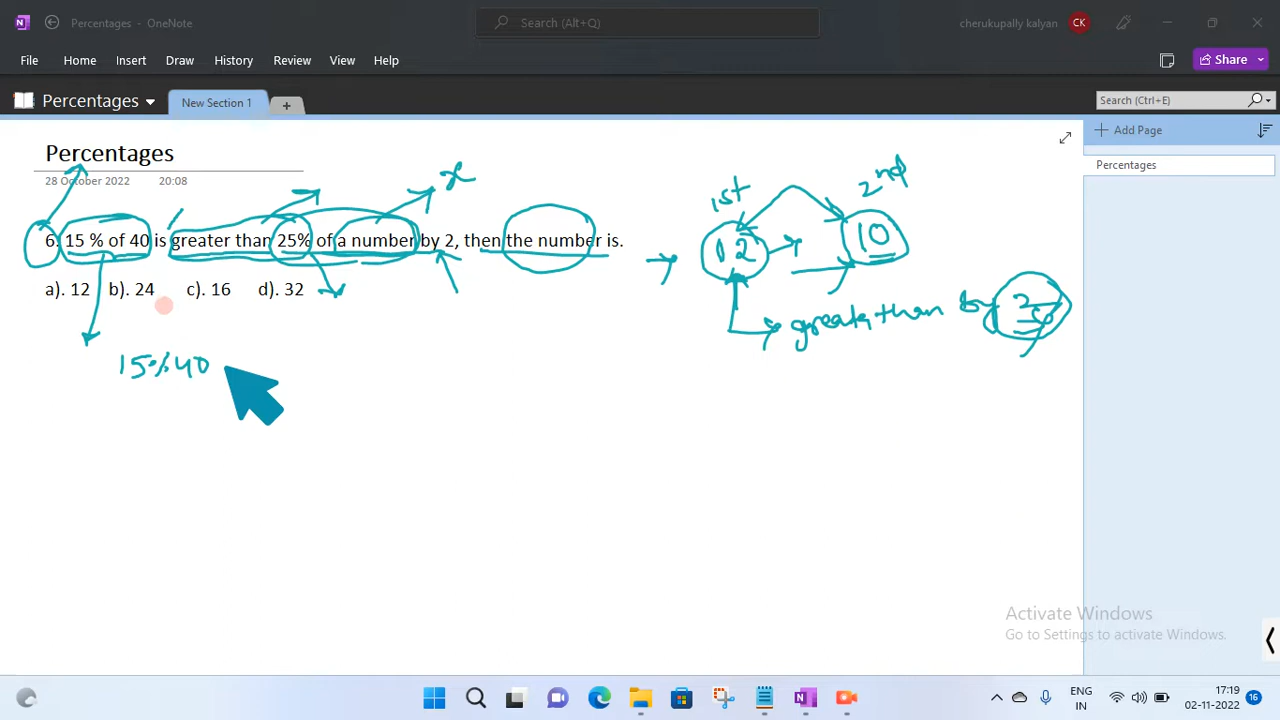 Percentages - OneNote
Search (Alt+Q)
cherukupally kalyan
CK
File Home Insert Draw History Review View Help
Share
Percentages
New Section 1
Search (Ctrl+E)
Add Page
Percentages
Percentages
28 October 2022 20:08
x
1st
2nd
6. 15 % of 40 is greater than 25% of a number by 2, then the number is.
12
10
a). 12 b). 24 c). 16 d). 32
greater than by 2
15% 40
Activate Windows
Go to Settings to activate Windows.
ENG
IN
17:19
02-11-2022
16